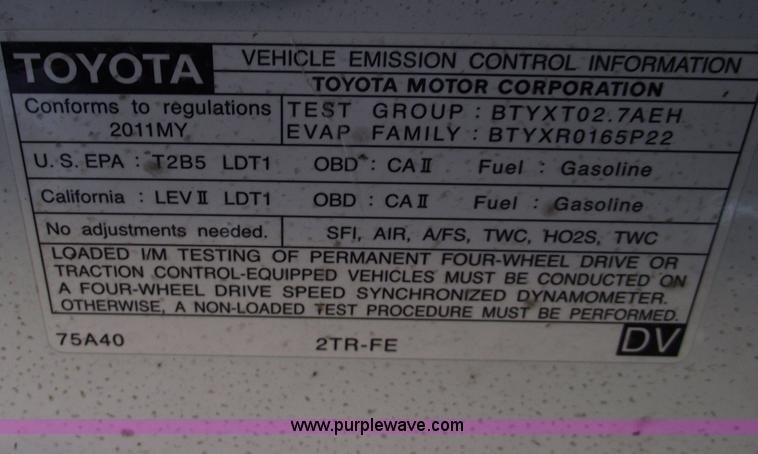 TOYOTA VEHICLE EMISSION CONTROL INFORMATION
TOYOTA MOTOR CORPORATION
Conforms to regulations
2011MY
TEST GROUP : BTYXT02.7AEH
EVAP FAMILY : BTYXR0165P22
U.S. EPA : T2B5 LDT1 OBD : CA II Fuel : Gasoline
California : LEV II LDT1 OBD : CA II Fuel : Gasoline
No adjustments needed. SFI, AIR, A/FS, TWC, HO2S, TWC
LOADED I/M TESTING OF PERMANENT FOUR-WHEEL DRIVE OR
TRACTION CONTROL-EQUIPPED VEHICLES MUST BE CONDUCTED ON
A FOUR-WHEEL DRIVE SPEED SYNCHRONIZED DYNAMOMETER.
OTHERWISE, A NON-LOADED TEST PROCEDURE MUST BE PERFORMED.
75A40 2TR-FE DV
www.purplewave.com